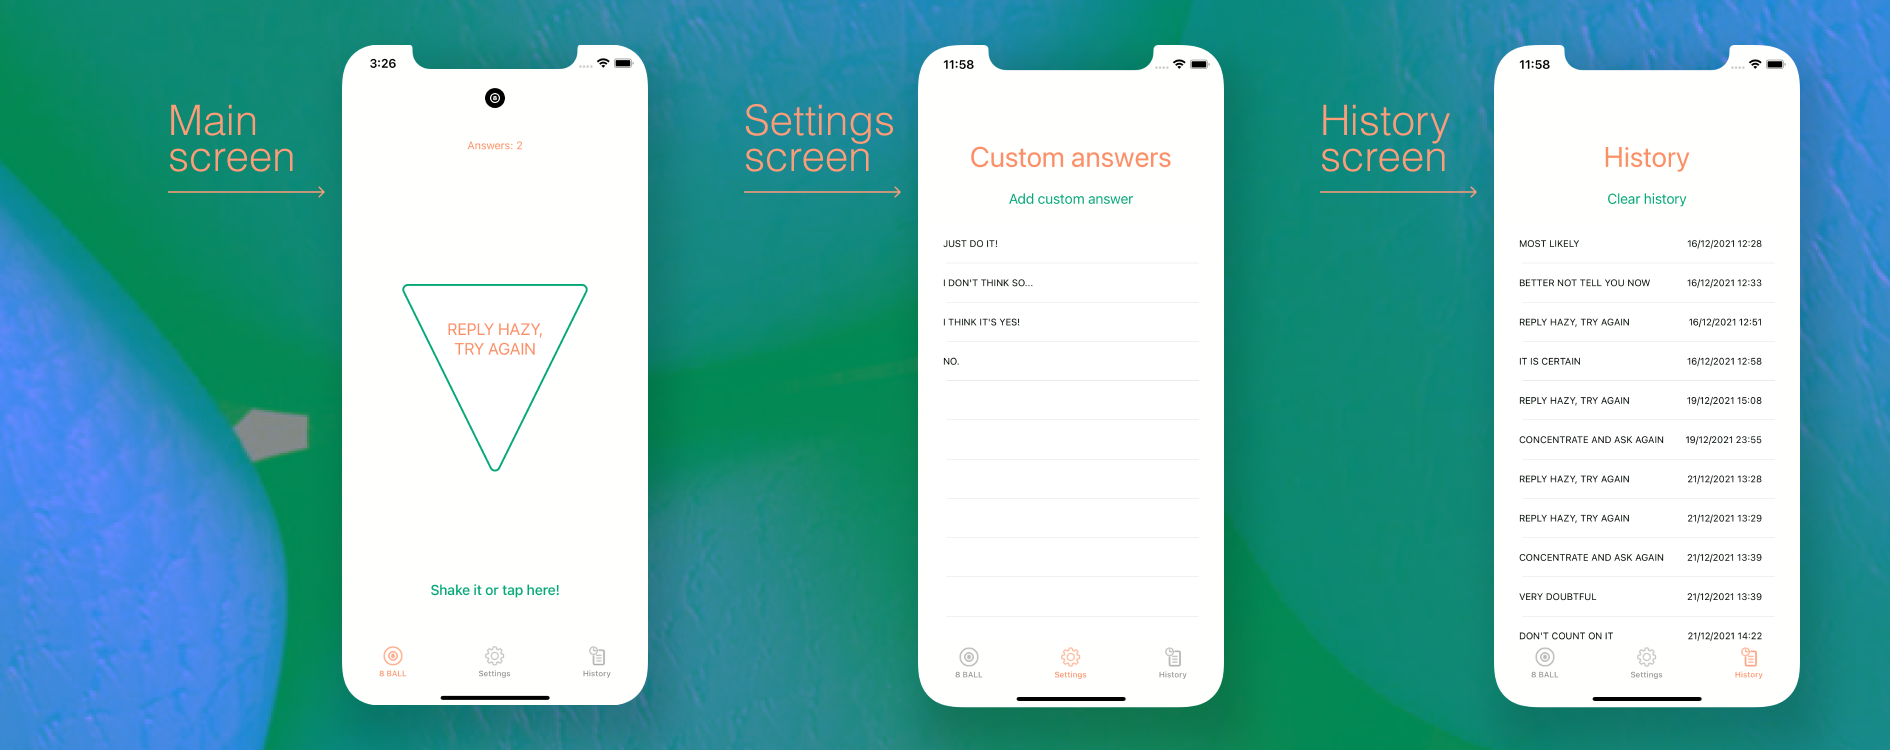 Main
screen
3:26
Answers: 2
REPLY HAZY,
TRY AGAIN
Shake it or tap here!
8 BALL
Settings
History
Settings
screen
11:58
Custom answers
Add custom answer
JUST DO IT!
I DON'T THINK SO...
I THINK IT'S YES!
NO.
8 BALL
Settings
History
History
screen
11:58
History
Clear history
MOST LIKELY 16/12/2021 12:28
BETTER NOT TELL YOU NOW 16/12/2021 12:33
REPLY HAZY, TRY AGAIN 16/12/2021 12:51
IT IS CERTAIN 16/12/2021 12:58
REPLY HAZY, TRY AGAIN 19/12/2021 15:08
CONCENTRATE AND ASK AGAIN 19/12/2021 23:55
REPLY HAZY, TRY AGAIN 21/12/2021 13:28
REPLY HAZY, TRY AGAIN 21/12/2021 13:29
CONCENTRATE AND ASK AGAIN 21/12/2021 13:39
VERY DOUBTFUL 21/12/2021 13:39
DON'T COUNT ON IT 21/12/2021 14:22
8 BALL
Settings
History